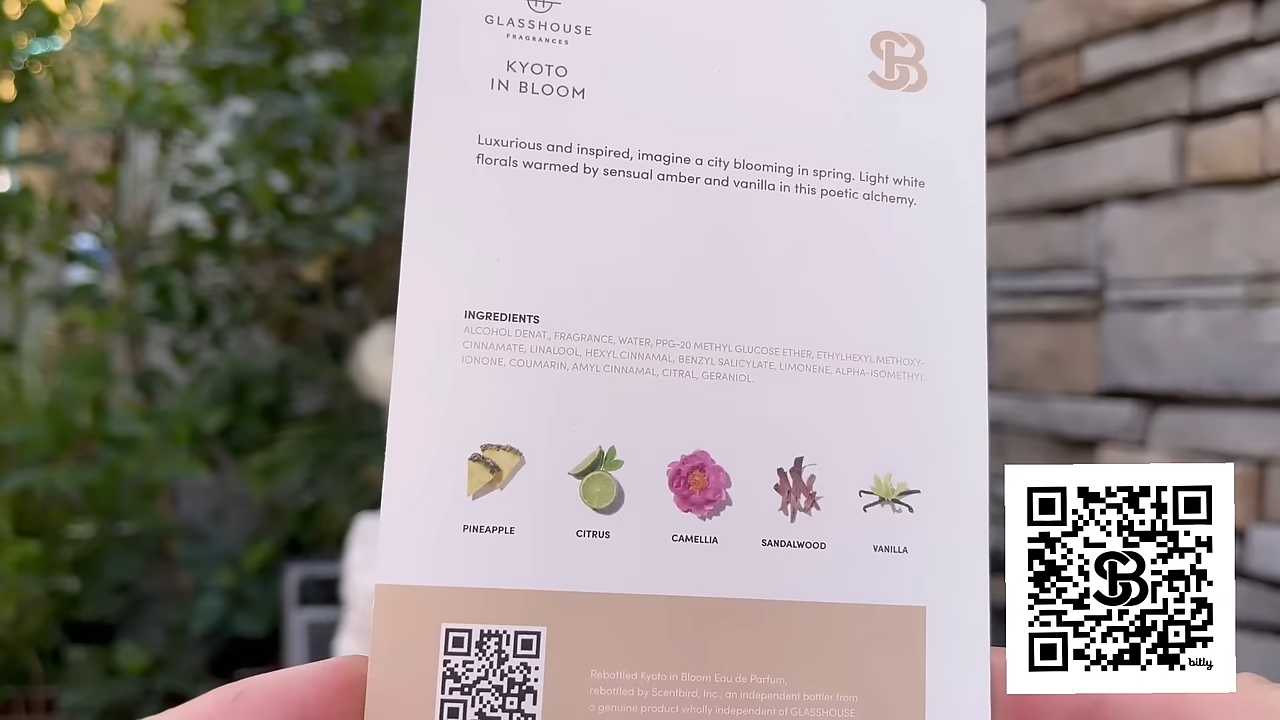 GLASSHOUSE
FRAGRANCES
KYOTO
IN BLOOM
SB
Luxurious and inspired, imagine a city blooming in spring. Light white
florals warmed by sensual amber and vanilla in this poetic alchemy.
INGREDIENTS
ALCOHOL DENAT., FRAGRANCE, WATER, PPG-20 METHYL GLUCOSE ETHER, ETHYLHEXYL METHOXY-
CINNAMATE, LINALOOL, HEXYL CINNAMAL, BENZYL SALICYLATE, LIMONENE, ALPHA-ISOMETHYL
IONONE, COUMARIN, AMYL CINNAMAL, CITRAL, GERANIOL.
PINEAPPLE
CITRUS
CAMELLIA
SANDALWOOD
VANILLA
Rebottled Kyoto in Bloom Eau de Parfum,
rebottled by Scentbird, Inc., an independent bottler from
a genuine product wholly independent of GLASSHOUSE.
SB
bitly